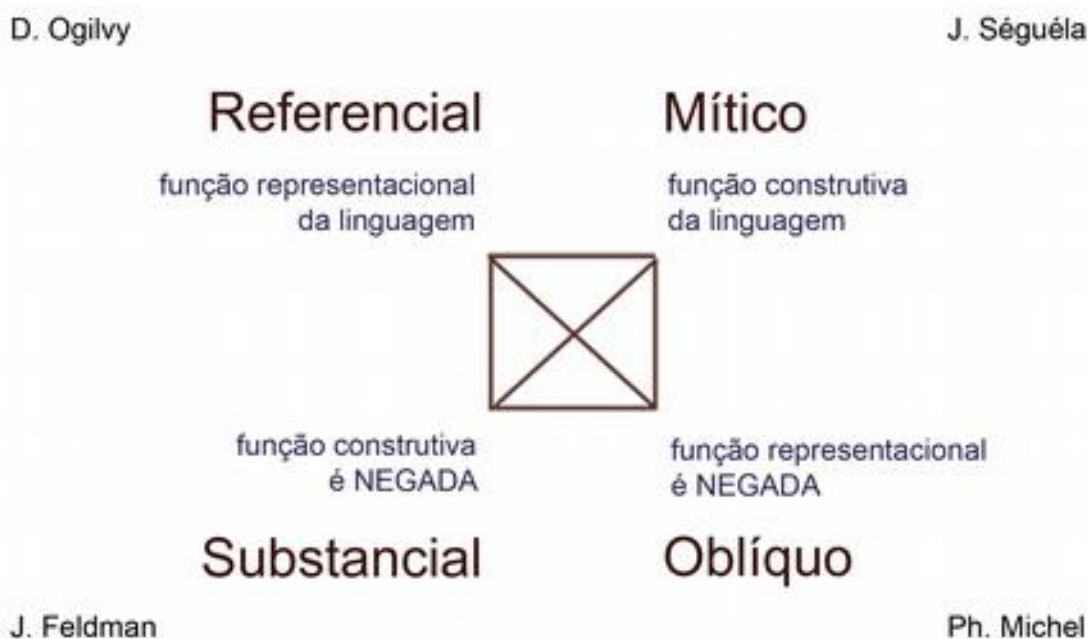 D. Ogilvy
J. Séguéla
Referencial
Mítico
função representacional
da linguagem
função construtiva
da linguagem
função construtiva
é NEGADA
função representacional
é NEGADA
Substancial
Oblíquo
J. Feldman
Ph. Michel